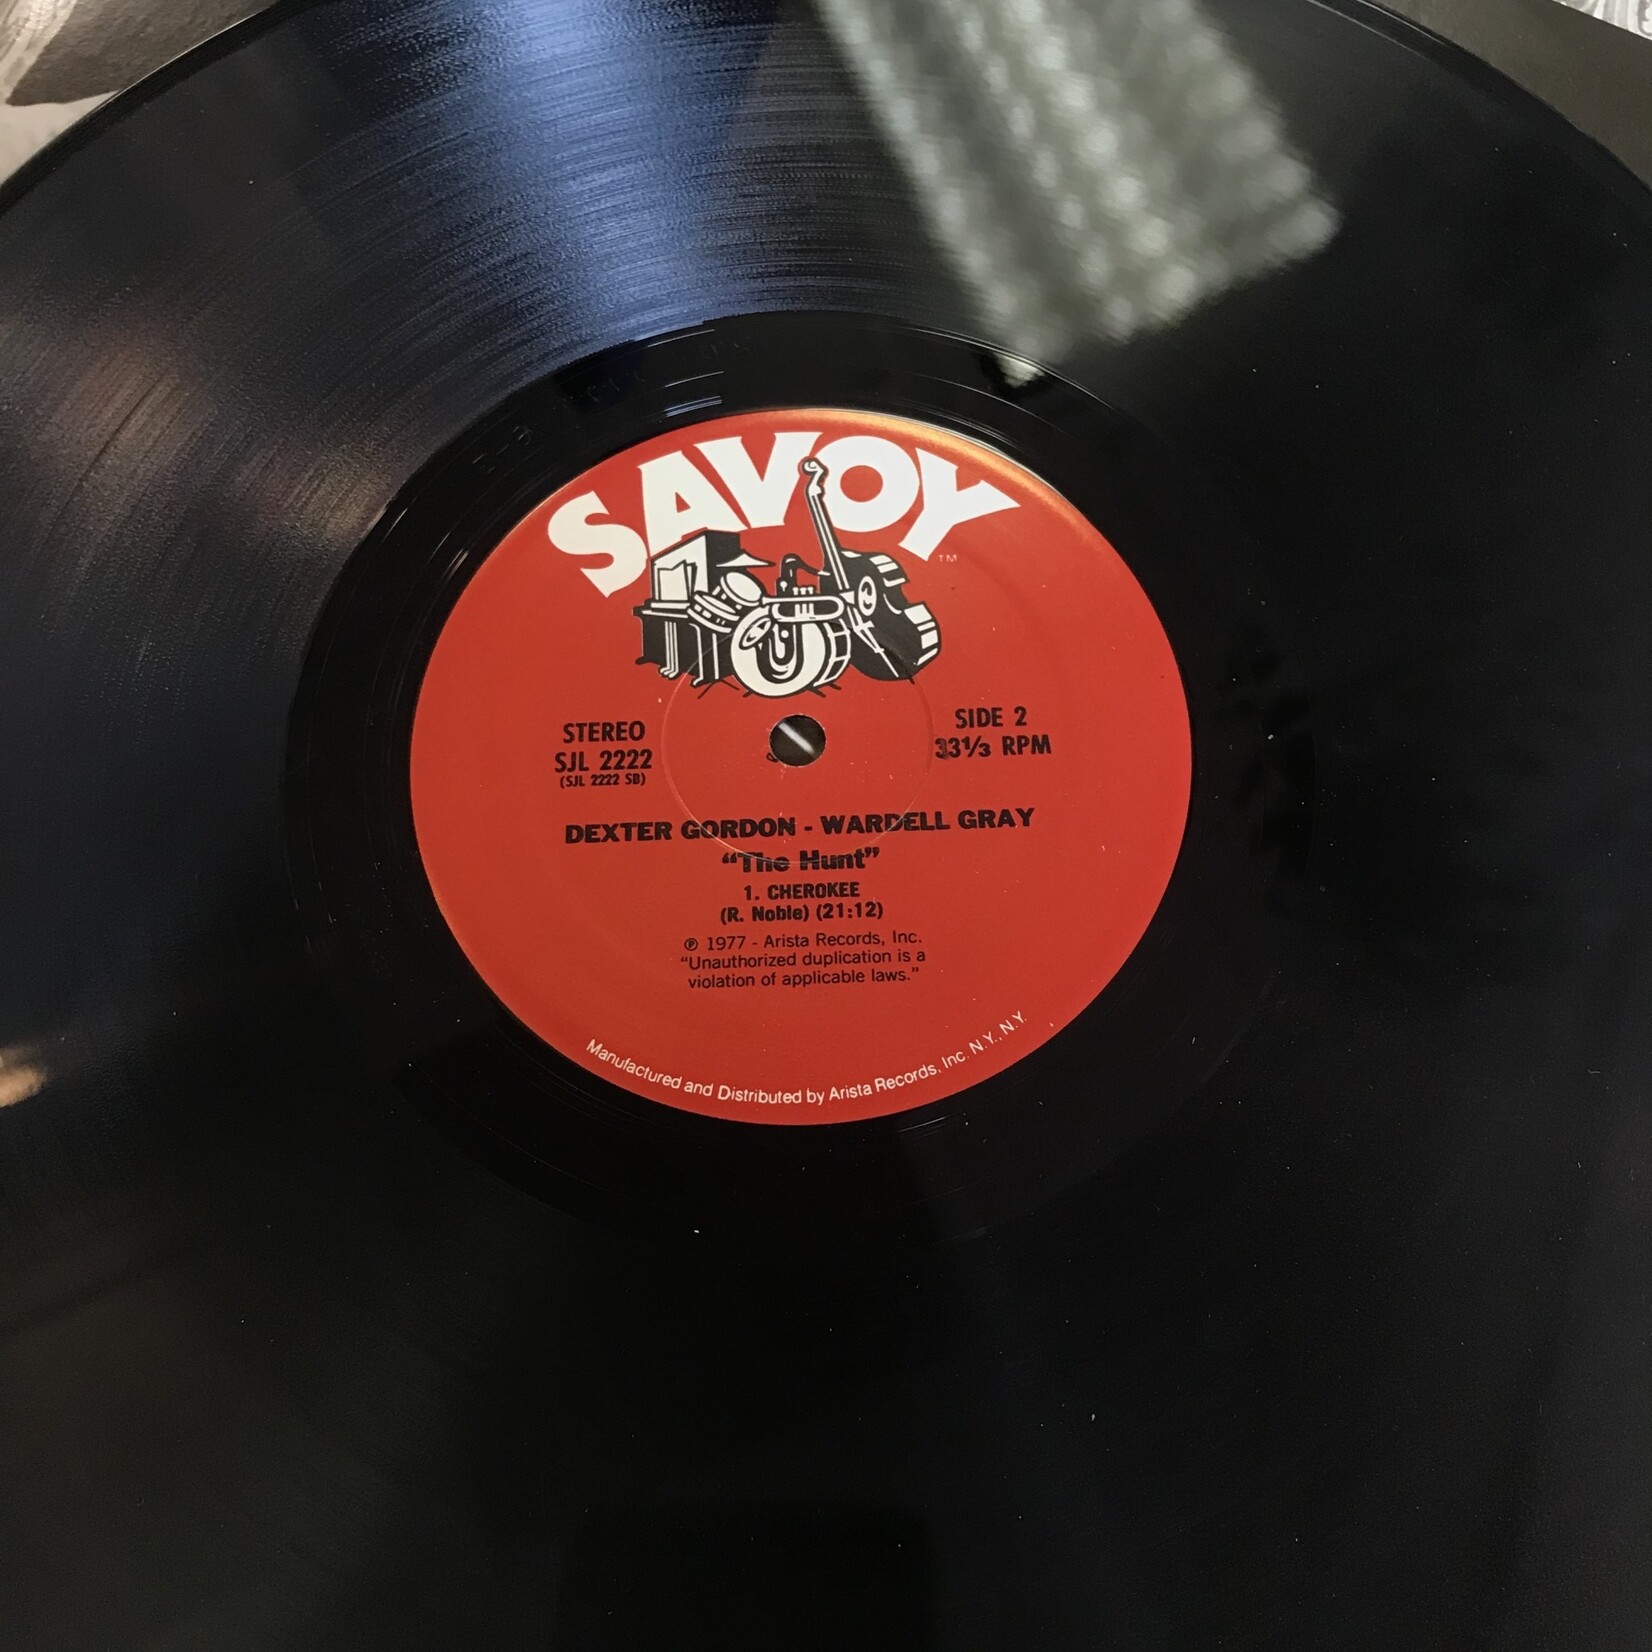 SAVOY
TM
STEREO
SJL 2222
(SJL 2222 SB)
SIDE 2
33⅓ RPM
DEXTER GORDON - WARDELL GRAY
“The Hunt”
1. CHEROKEE
(R. Noble) (21:12)
℗ 1977 - Arista Records, Inc.
“Unauthorized duplication is a
violation of applicable laws.”
Manufactured and Distributed by Arista Records, Inc. N.Y., N.Y.